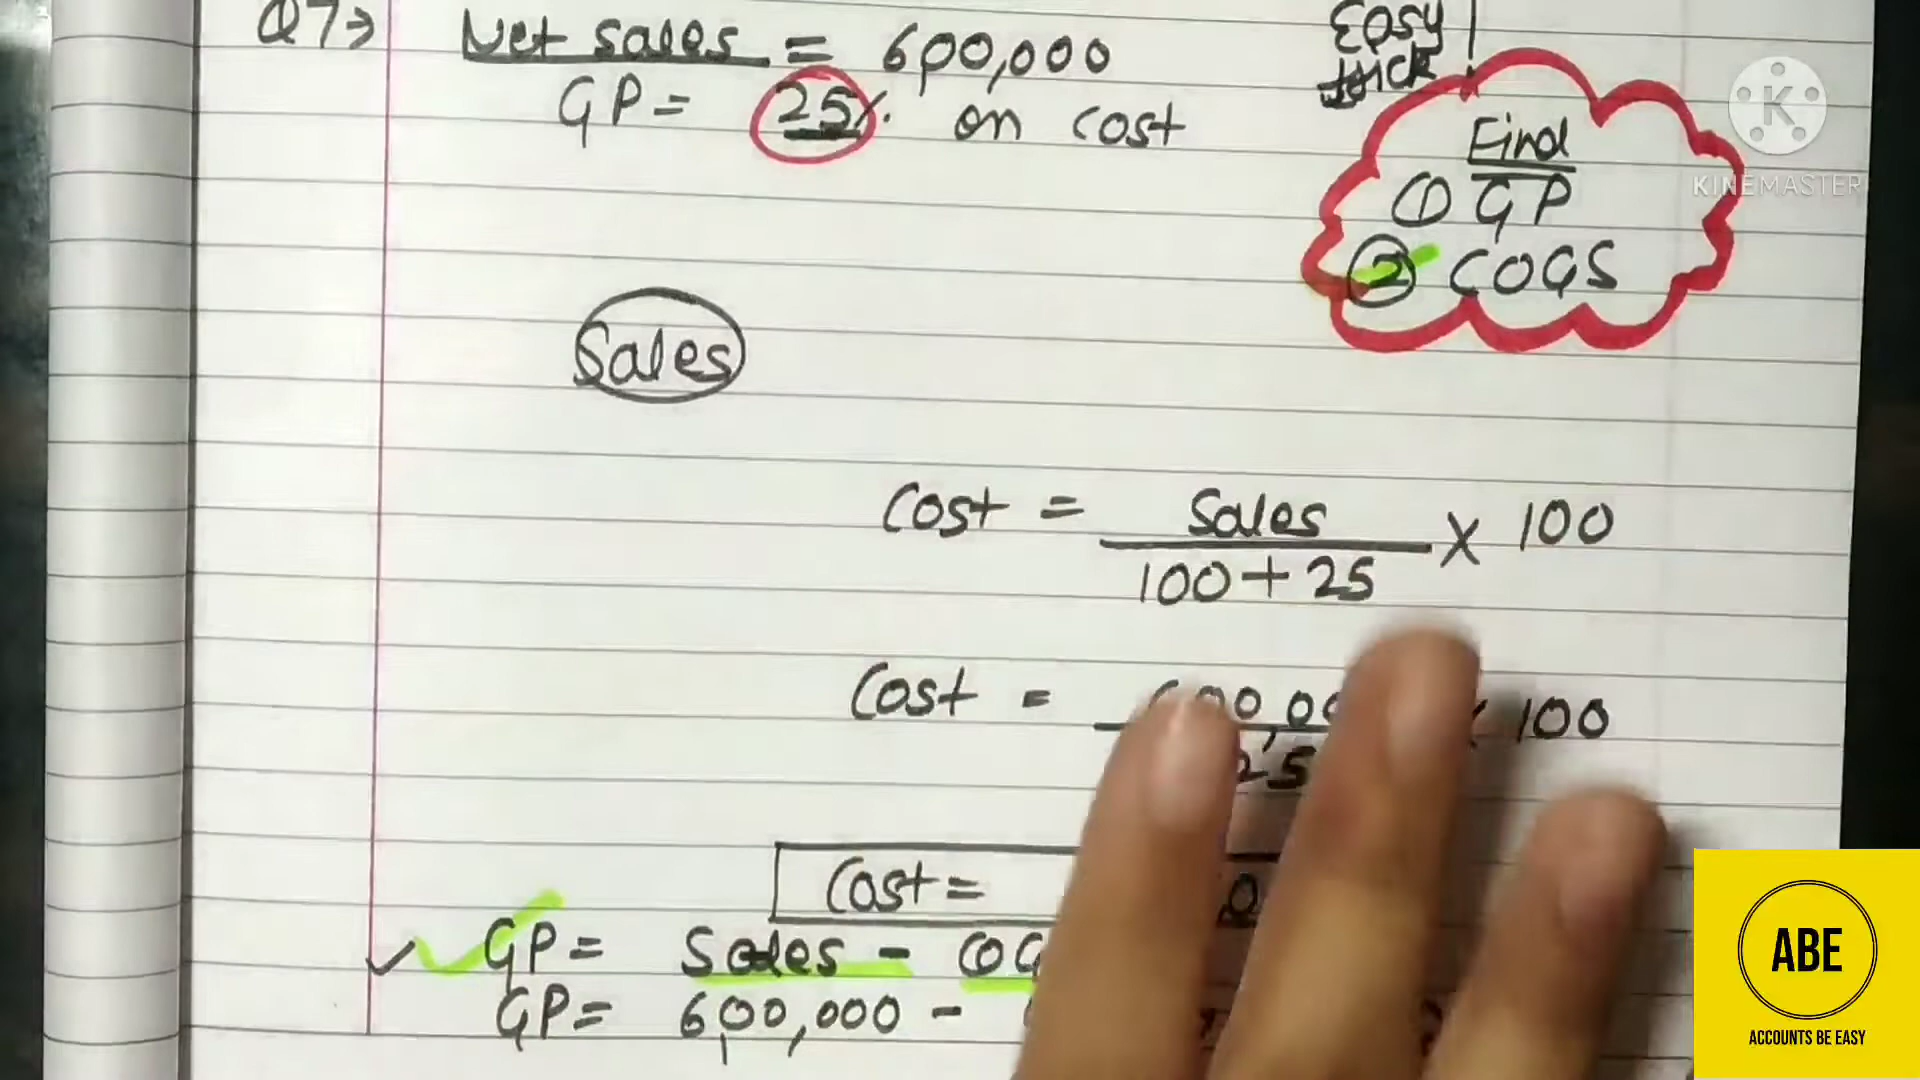 Q7→ Net sales = 600,000
GP = 25% on cost
Easy
trick
!
Find
① GP
② COGS
K
KINEMASTER
Sales
Cost = Sales / 100 + 25 × 100
Cost = × 100
Cost =
GP = Sales -
GP = 600,000 -
ABE
ACCOUNTS BE EASY